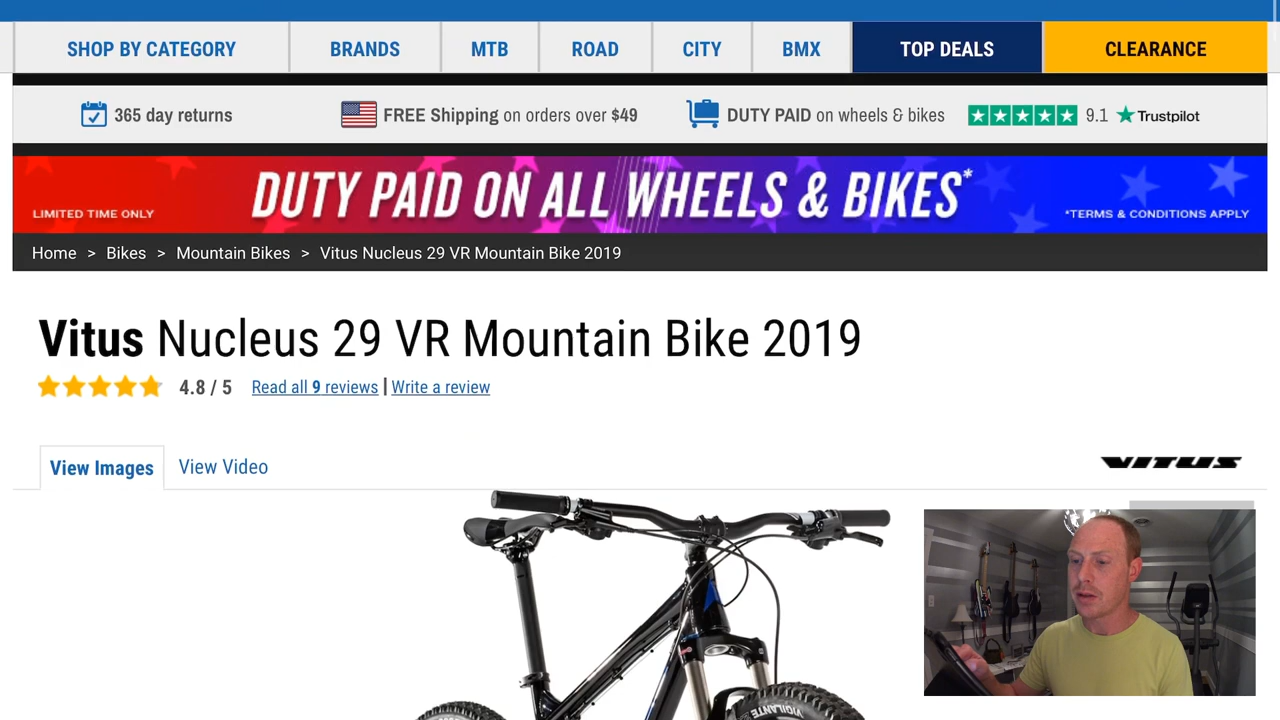 SHOP BY CATEGORY BRANDS MTB ROAD CITY BMX TOP DEALS CLEARANCE
365 day returns FREE Shipping on orders over $49 DUTY PAID on wheels & bikes 9.1 Trustpilot
DUTY PAID ON ALL WHEELS & BIKES*
LIMITED TIME ONLY *TERMS & CONDITIONS APPLY
Home > Bikes > Mountain Bikes > Vitus Nucleus 29 VR Mountain Bike 2019
Vitus Nucleus 29 VR Mountain Bike 2019
4.8 / 5 Read all 9 reviews | Write a review
View Images View Video VITUS
VIGILANTE